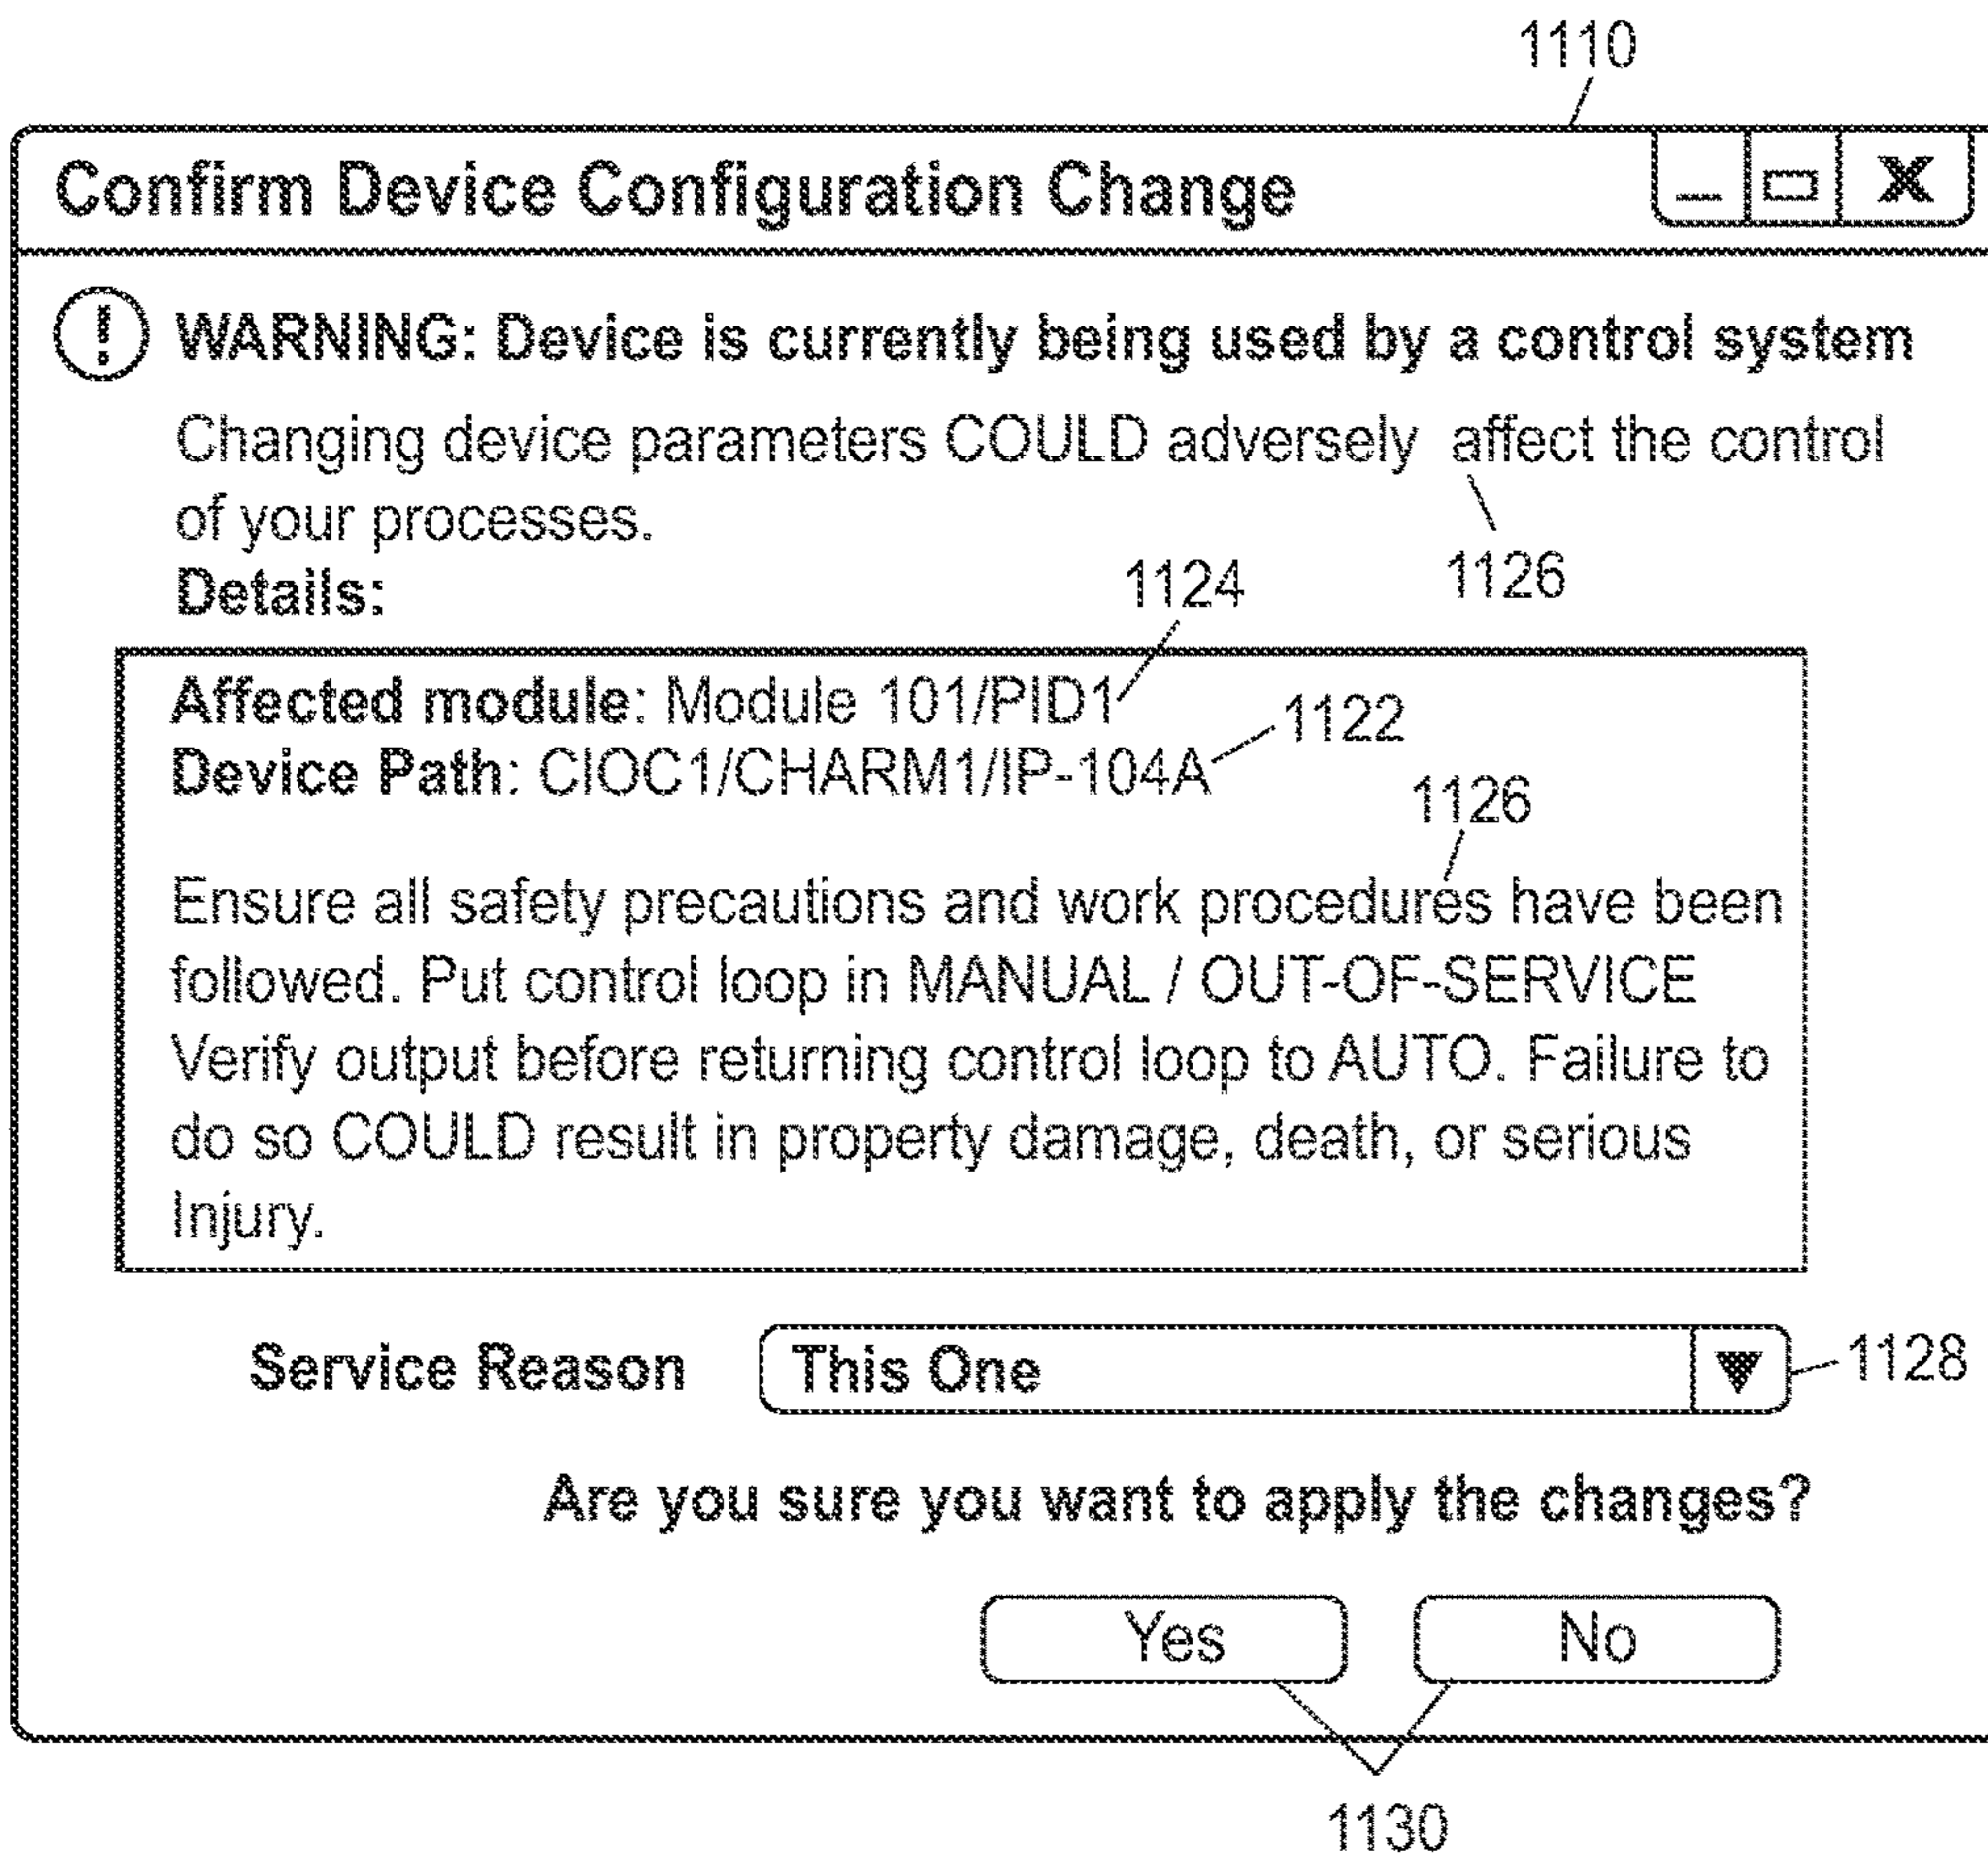 1110
Confirm Device Configuration Change
WARNING: Device is currently being used by a control system
Changing device parameters COULD adversely affect the control
of your processes.
1126
Details:
1124
Affected module: Module 101/PID1
1122
Device Path: CIOC1/CHARM1/IP-104A
1126
Ensure all safety precautions and work procedures have been
followed. Put control loop in MANUAL / OUT-OF-SERVICE
Verify output before returning control loop to AUTO. Failure to
do so COULD result in property damage, death, or serious
Injury.
Service Reason This One 1128
Are you sure you want to apply the changes?
Yes No
1130